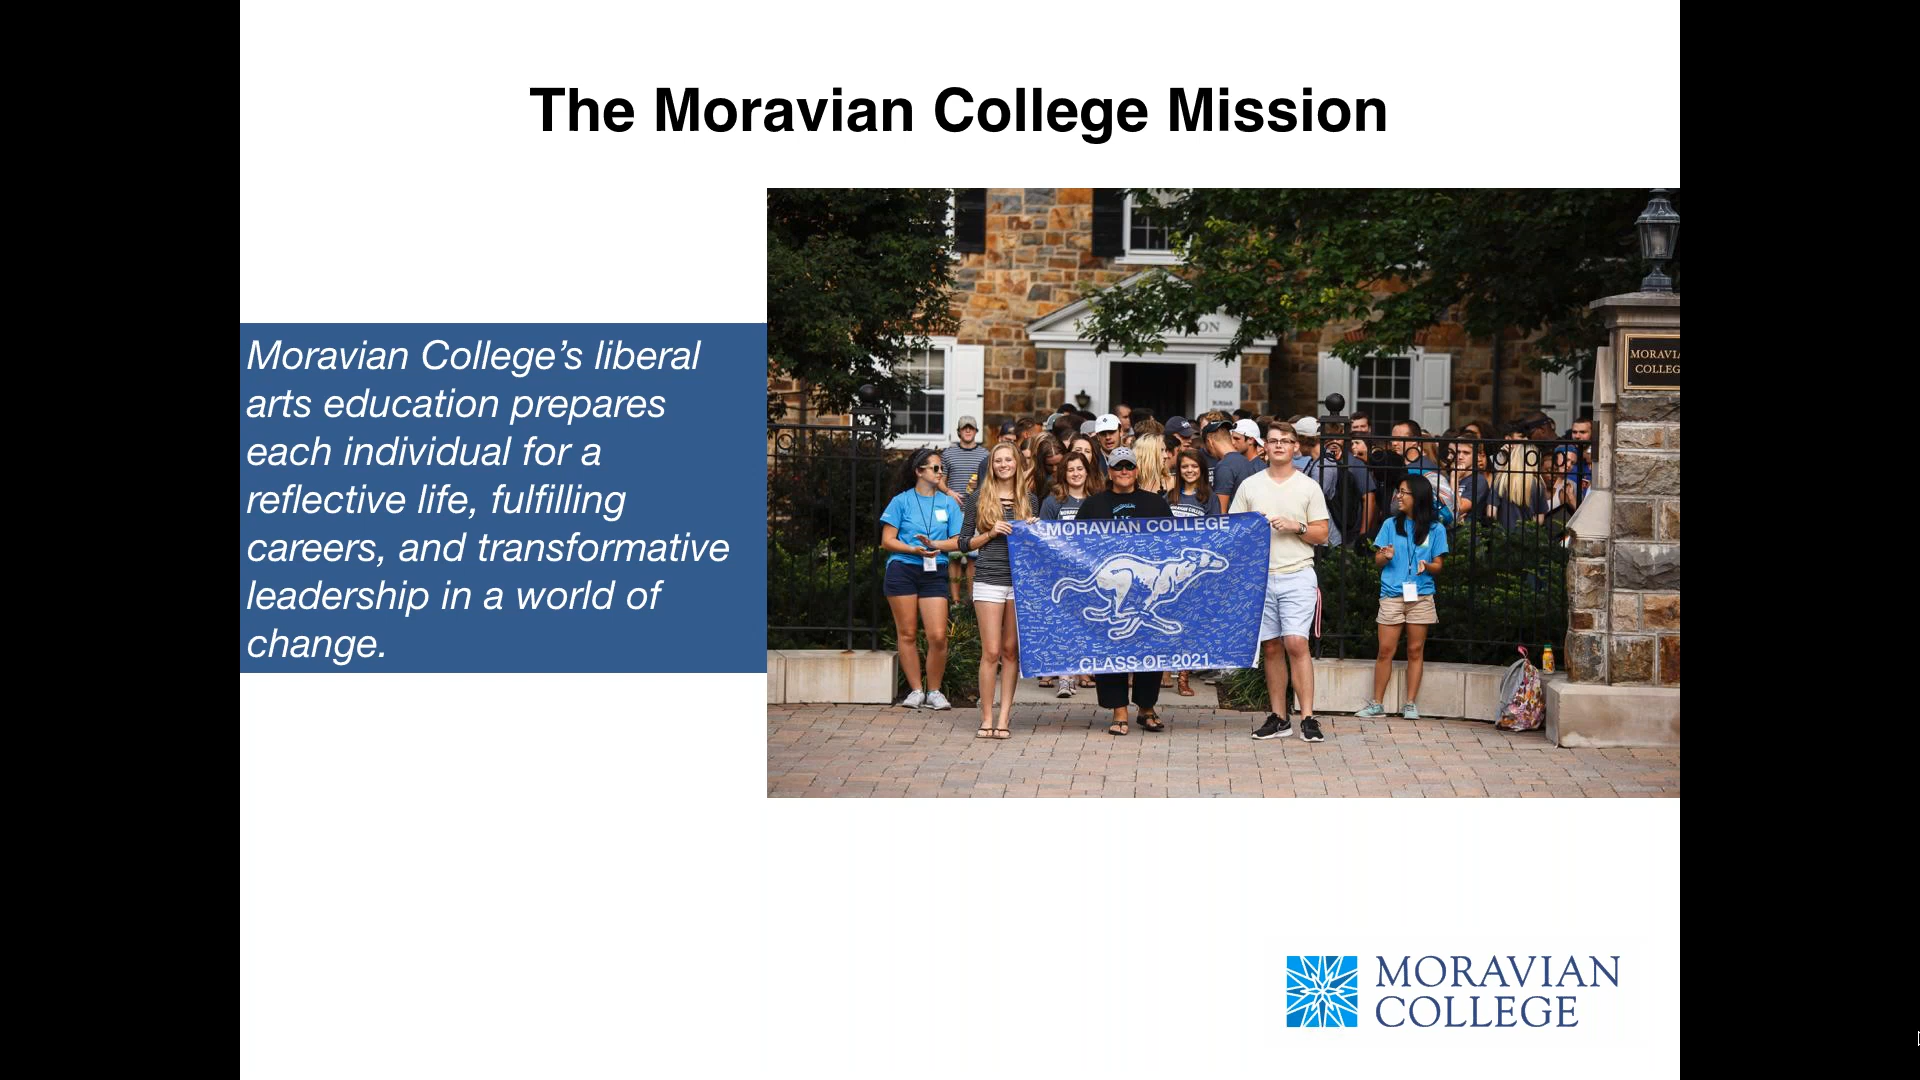 The Moravian College Mission
Moravian College’s liberal
arts education prepares
each individual for a
reflective life, fulfilling
careers, and transformative
leadership in a world of
change.
1200
MORAVIAN COLLEGE
CLASS OF 2021
MORAVIAN
COLLEGE